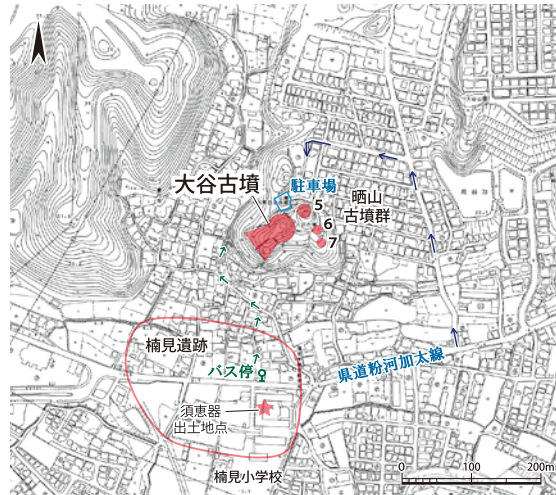 大谷古墳
駐車場
5
6
7
晒山
古墳群
楠見遺跡
バス停
県道粉河加太線
須恵器
出土地点
楠見小学校
0
100
200m